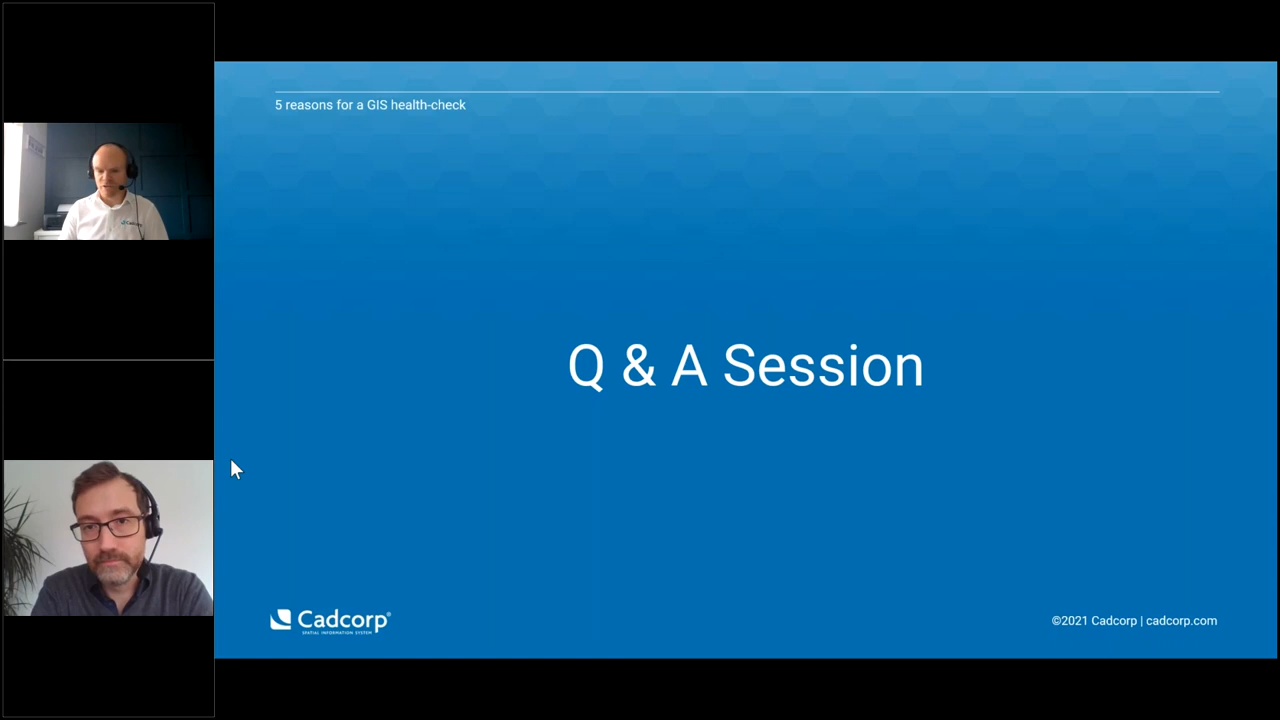 5 reasons for a GIS health-check
Q & A Session
Cadcorp®
SPATIAL INFORMATION SYSTEM
©2021 Cadcorp | cadcorp.com